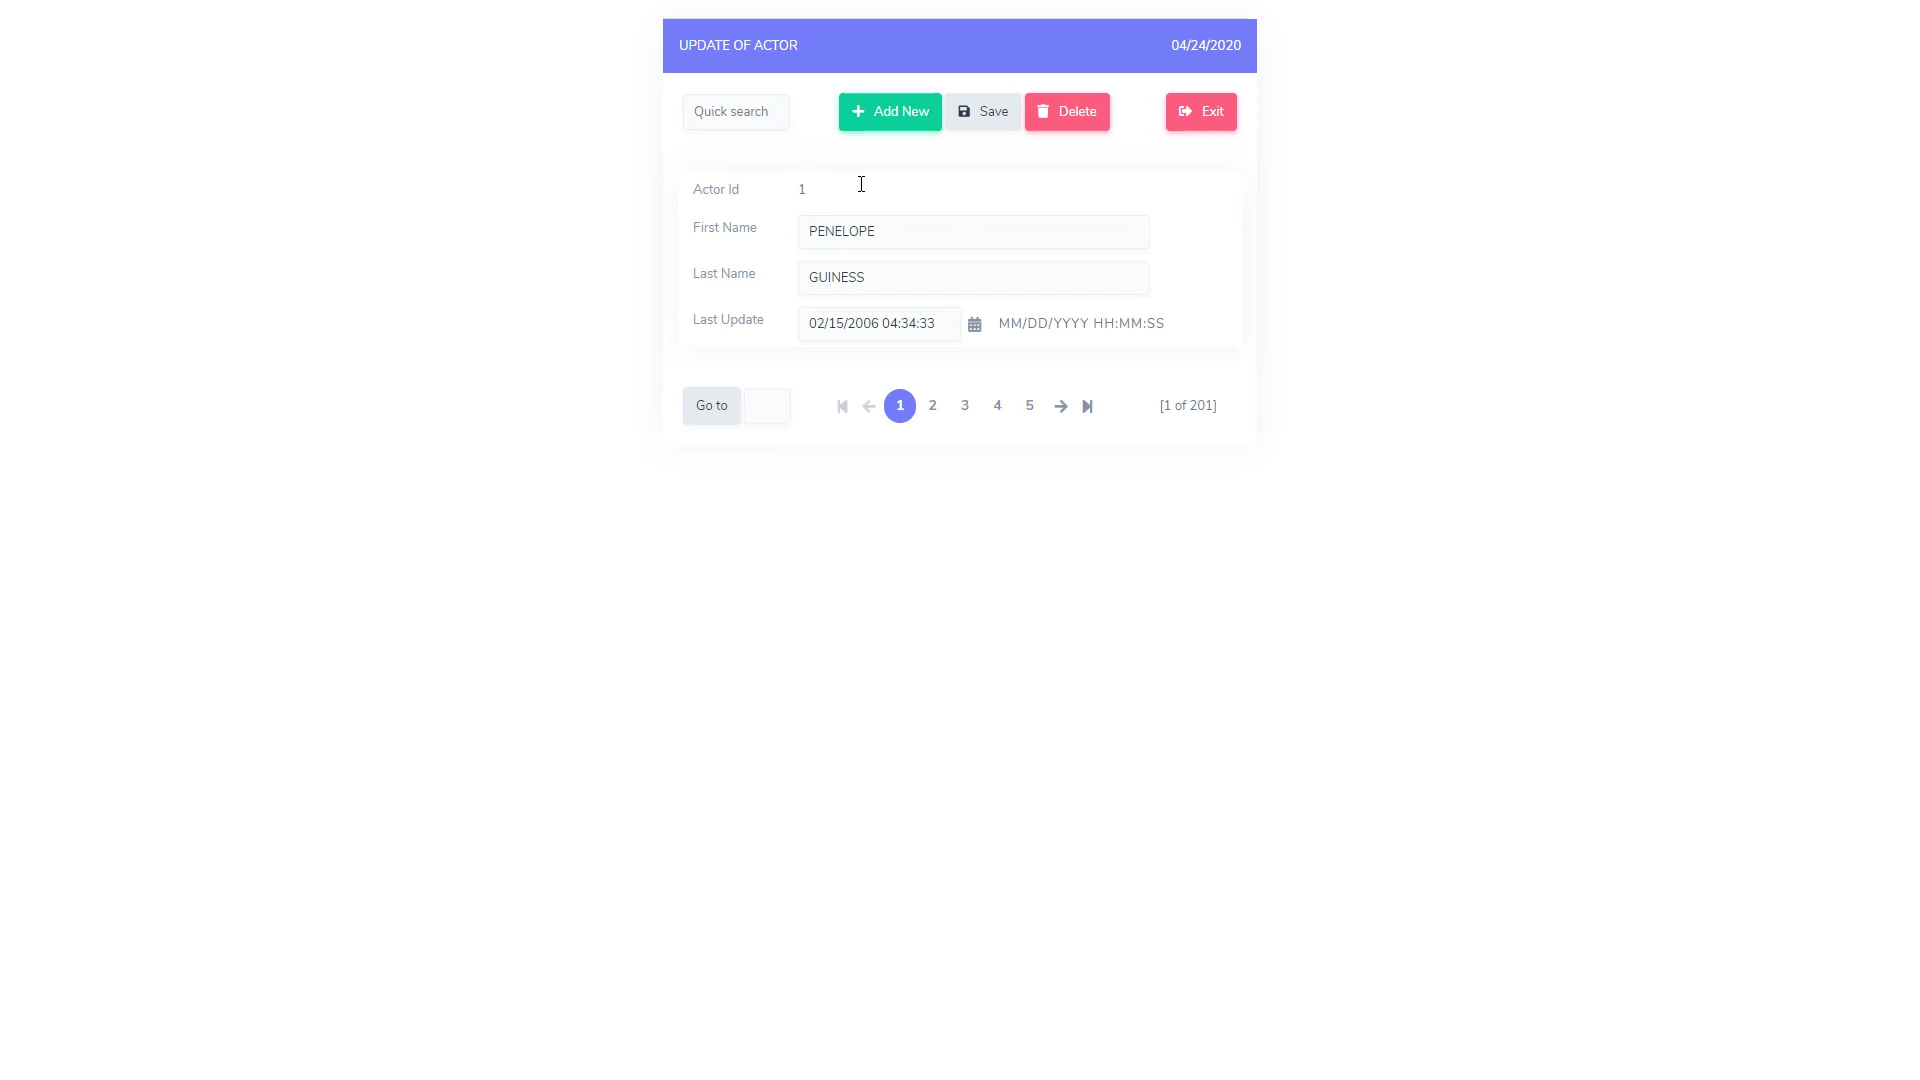 UPDATE OF ACTOR 04/24/2020
Quick search Add New Save Delete Exit
Actor Id 1
First Name PENELOPE
Last Name GUINESS
Last Update 02/15/2006 04:34:33 MM/DD/YYYY HH:MM:SS
Go to 1 2 3 4 5 [1 of 201]